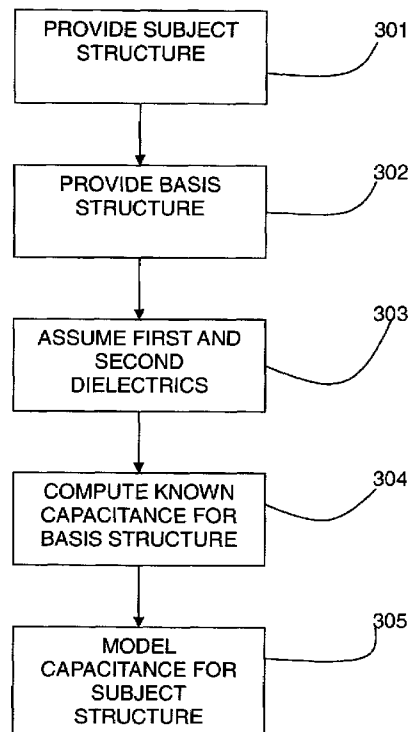 PROVIDE SUBJECT
STRUCTURE
301
PROVIDE BASIS
STRUCTURE
302
ASSUME FIRST AND
SECOND
DIELECTRICS
303
COMPUTE KNOWN
CAPACITANCE FOR
BASIS STRUCTURE
304
MODEL
CAPACITANCE FOR
SUBJECT
STRUCTURE
305